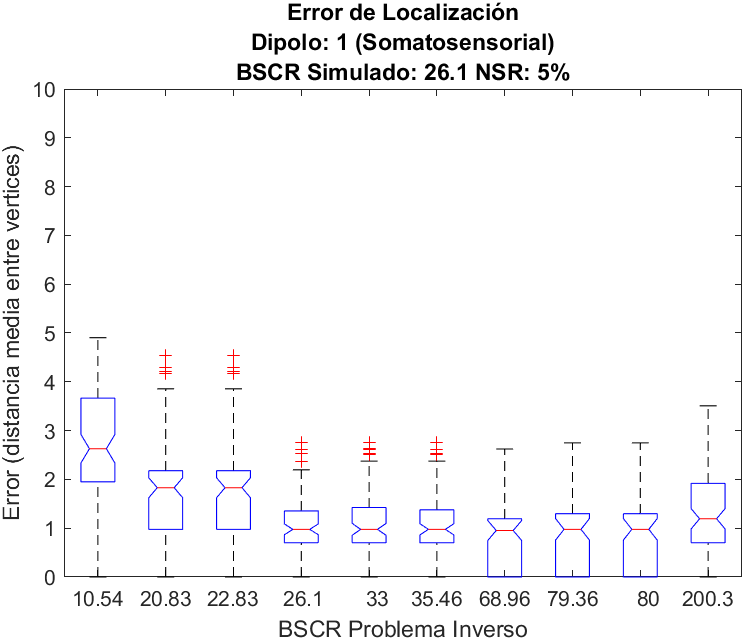 Error de Localización
Dipolo: 1 (Somatosensorial)
BSCR Simulado: 26.1 NSR: 5%
Error (distancia media entre vertices)
10
9
8
7
6
5
4
3
2
1
0
10.54 20.83 22.83 26.1 33 35.46 68.96 79.36 80 200.3
BSCR Problema Inverso